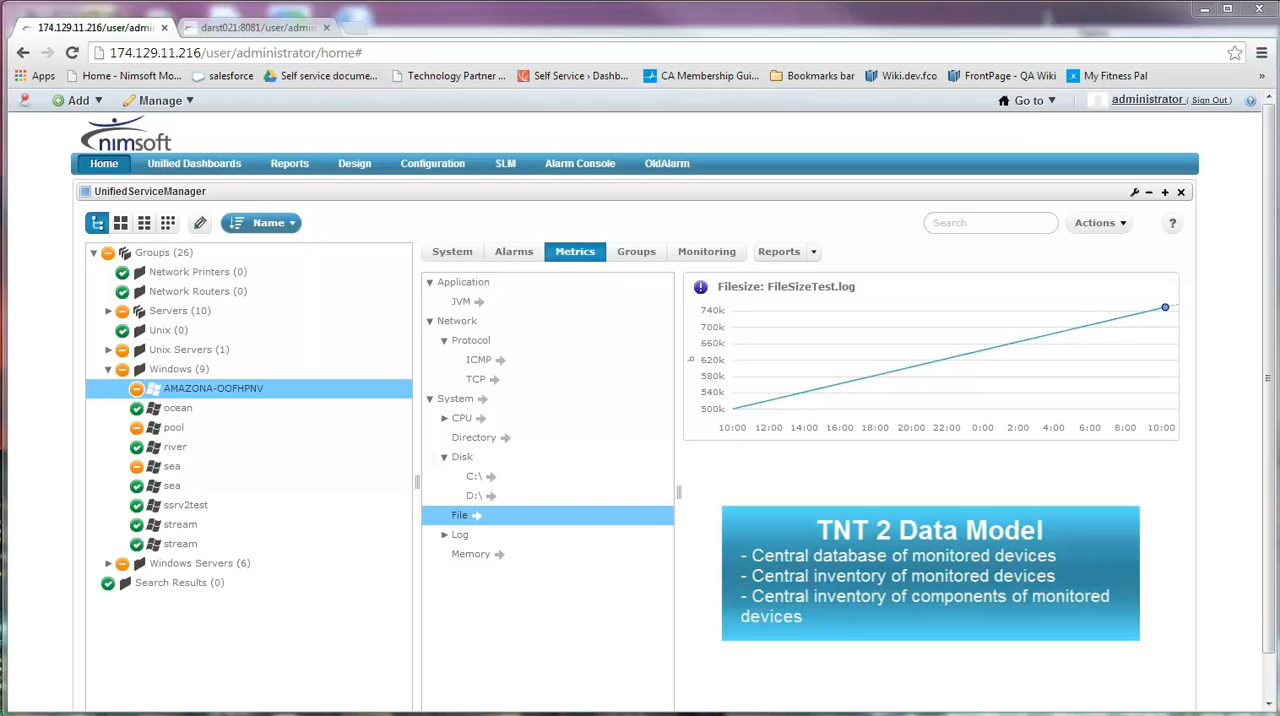 174.129.11.216/user/admi
darst021:8081/user/admi
174.129.11.216/user/administrator/home#
Apps
Home - Nimsoft Mo...
salesforce
Self service docume...
Technology Partner ...
Self Service › Dashb...
CA Membership Gui...
Bookmarks bar
Wiki.dev.fco
FrontPage - QA Wiki
My Fitness Pal
»
Add
Manage
Go to
administrator ( Sign Out )
nimsoft
Home
Unified Dashboards
Reports
Design
Configuration
SLM
Alarm Console
OldAlarm
UnifiedServiceManager
Name
Search
Actions
?
Groups (26)
Network Printers (0)
Network Routers (0)
Servers (10)
Unix (0)
Unix Servers (1)
Windows (9)
AMAZONA-OOFHPNV
ocean
pool
river
sea
sea
ssrv2test
stream
stream
Windows Servers (6)
Search Results (0)
System
Alarms
Metrics
Groups
Monitoring
Reports
Application
JVM
Network
Protocol
ICMP
TCP
System
CPU
Directory
Disk
C:\
D:\
File
Log
Memory
Filesize: FileSizeTest.log
740k
700k
660k
620k
580k
540k
500k
b
10:00 12:00 14:00 16:00 18:00 20:00 22:00 0:00 2:00 4:00 6:00 8:00 10:00
TNT 2 Data Model
- Central database of monitored devices
- Central inventory of monitored devices
- Central inventory of components of monitored
devices